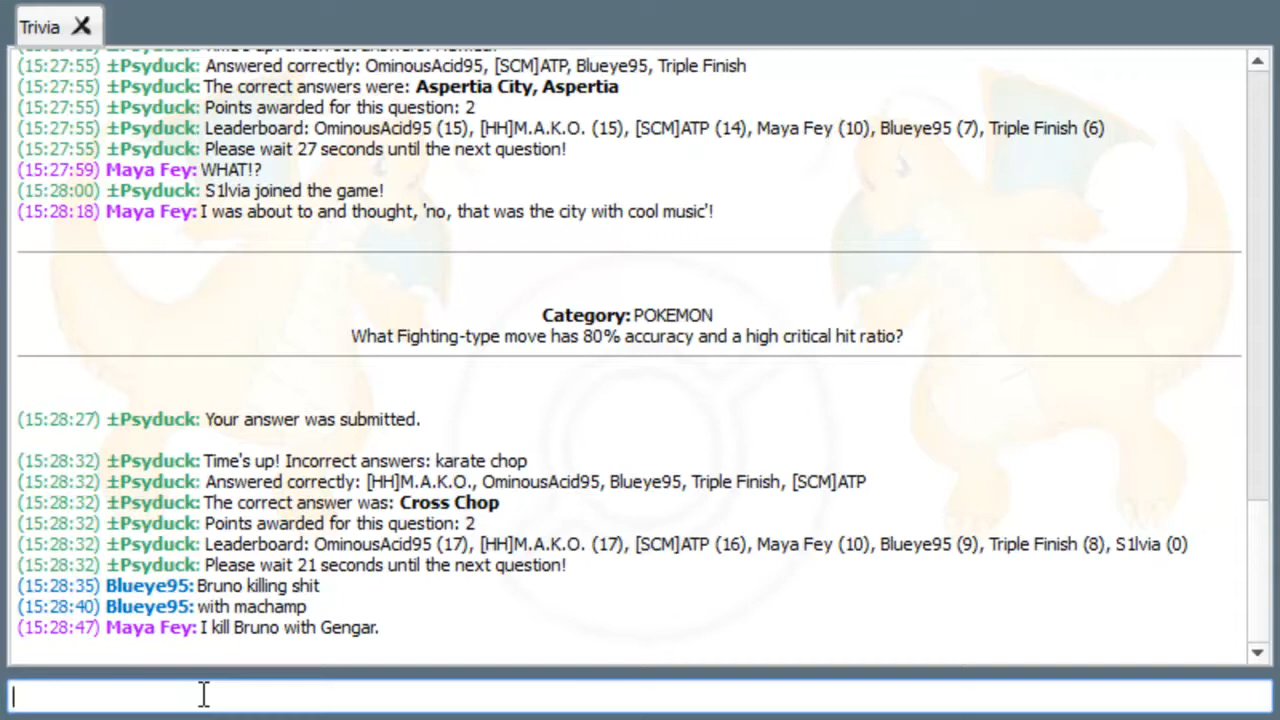 Trivia X
(15:27:55) ±Psyduck: Answered correctly: OminousAcid95, [SCM]ATP, Blueye95, Triple Finish
(15:27:55) ±Psyduck: The correct answers were: Aspertia City, Aspertia
(15:27:55) ±Psyduck: Points awarded for this question: 2
(15:27:55) ±Psyduck: Leaderboard: OminousAcid95 (15), [HH]M.A.K.O. (15), [SCM]ATP (14), Maya Fey (10), Blueye95 (7), Triple Finish (6)
(15:27:55) ±Psyduck: Please wait 27 seconds until the next question!
(15:27:59) Maya Fey: WHAT!?
(15:28:00) ±Psyduck: S1lvia joined the game!
(15:28:18) Maya Fey: I was about to and thought, 'no, that was the city with cool music'!
Category: POKEMON
What Fighting-type move has 80% accuracy and a high critical hit ratio?
(15:28:27) ±Psyduck: Your answer was submitted.
(15:28:32) ±Psyduck: Time's up! Incorrect answers: karate chop
(15:28:32) ±Psyduck: Answered correctly: [HH]M.A.K.O., OminousAcid95, Blueye95, Triple Finish, [SCM]ATP
(15:28:32) ±Psyduck: The correct answer was: Cross Chop
(15:28:32) ±Psyduck: Points awarded for this question: 2
(15:28:32) ±Psyduck: Leaderboard: OminousAcid95 (17), [HH]M.A.K.O. (17), [SCM]ATP (16), Maya Fey (10), Blueye95 (9), Triple Finish (8), S1lvia (0)
(15:28:32) ±Psyduck: Please wait 21 seconds until the next question!
(15:28:35) Blueye95: Bruno killing shit
(15:28:40) Blueye95: with machamp
(15:28:47) Maya Fey: I kill Bruno with Gengar.